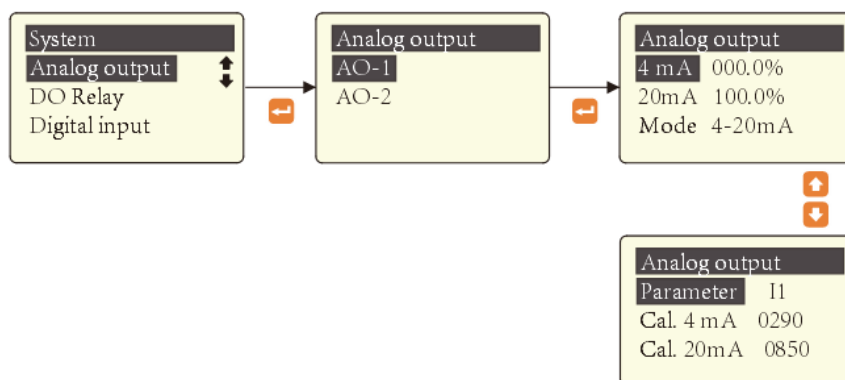 System
Analog output
DO Relay
Digital input
Analog output
AO-1
AO-2
Analog output
4 mA 000.0%
20mA 100.0%
Mode 4-20mA
Analog output
Parameter I1
Cal. 4 mA 0290
Cal. 20mA 0850